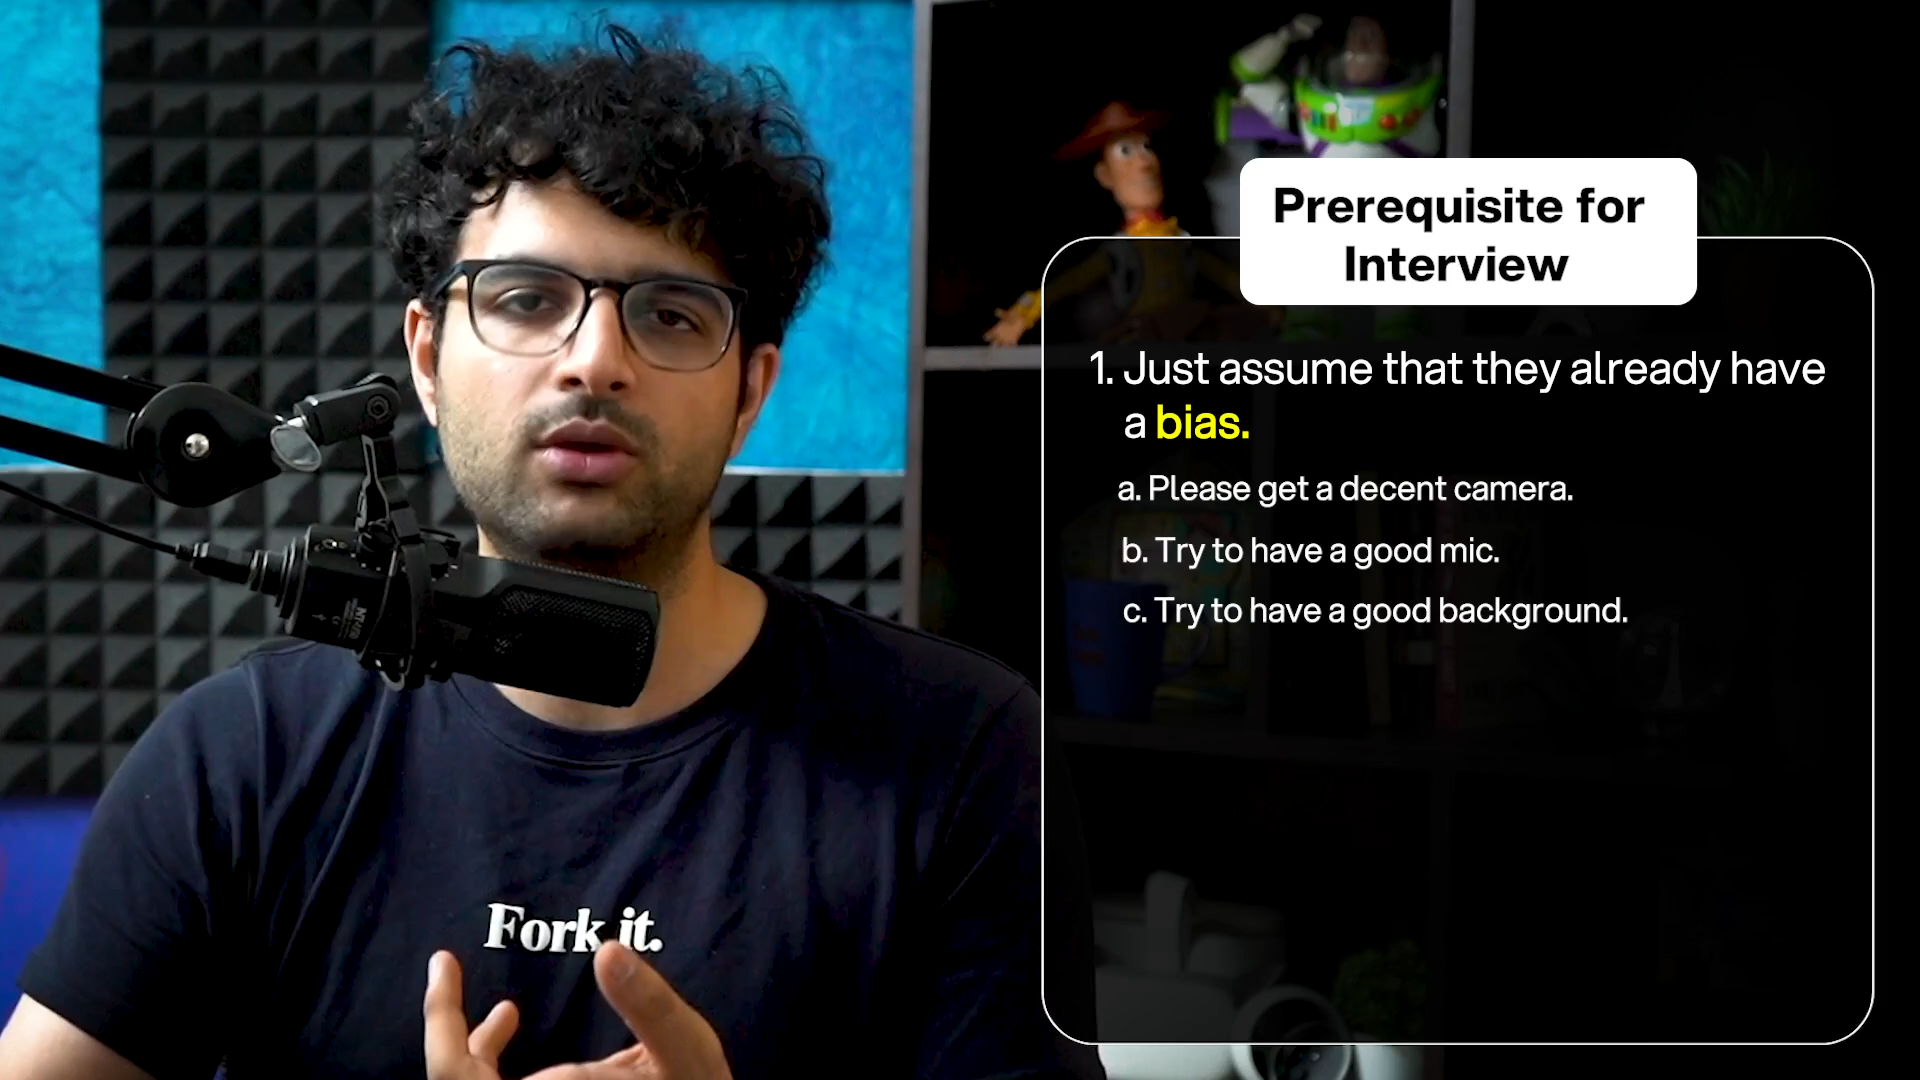 Prerequisite for
Interview
1. Just assume that they already have
a bias.
a. Please get a decent camera.
b. Try to have a good mic.
c. Try to have a good background.
Fork it.